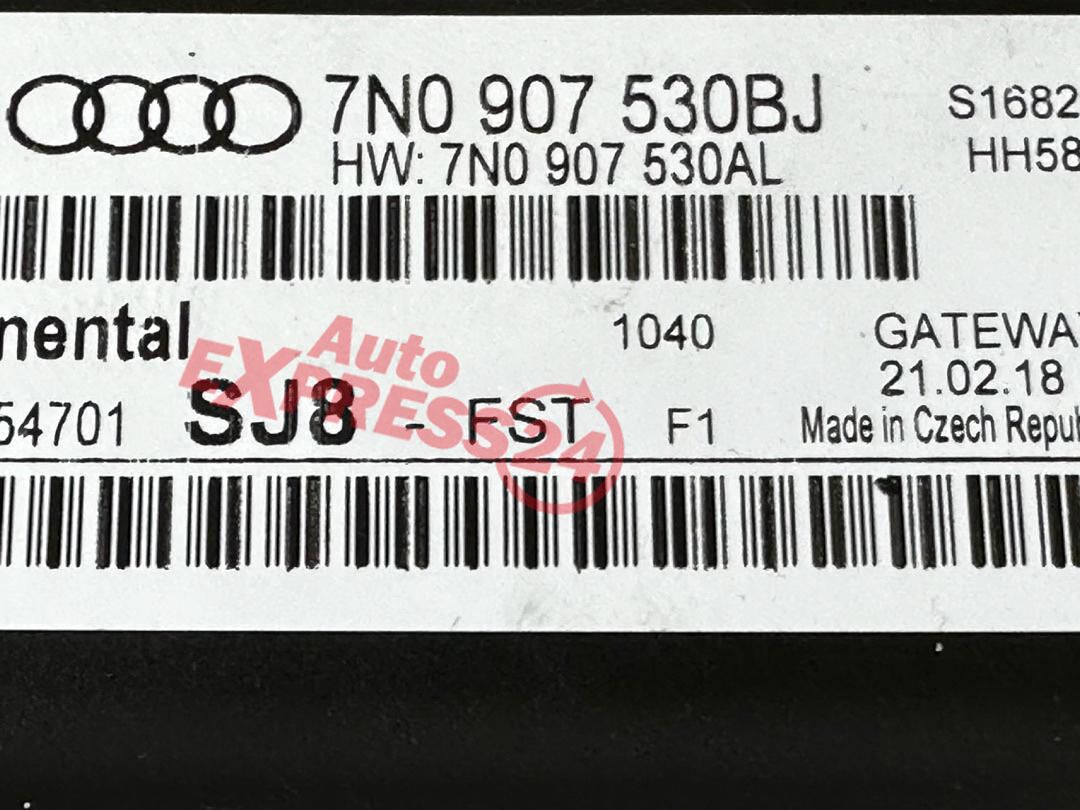 7N0 907 530BJ
S1682
HW: 7N0 907 530AL
HH58
nental
1040
GATEWAY
21.02.18
54701 SJ8 - FST F1
Made in Czech Repub
Auto
EXPRESS24